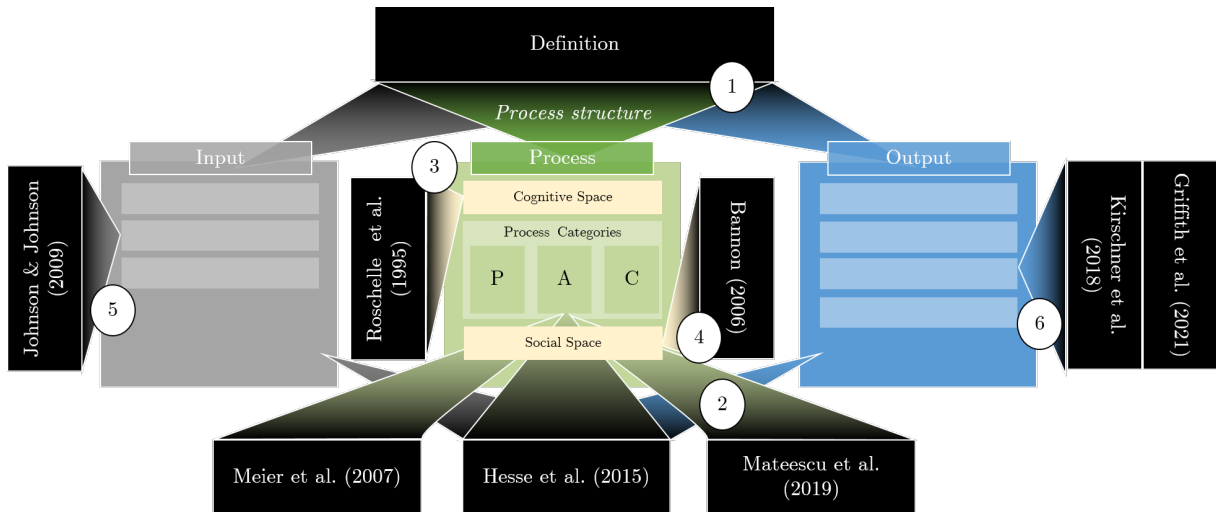 Definition
1
Process structure
Input
Process
Output
3
Cognitive Space
Process Categories
P
A
C
Social Space
Johnson & Johnson
(2009)
5
Roschelle et al.
(1995)
Bannon (2006)
4
Kirschner et al.
(2018)
Griffith et al. (2021)
6
2
Meier et al. (2007)
Hesse et al. (2015)
Mateescu et al.
(2019)